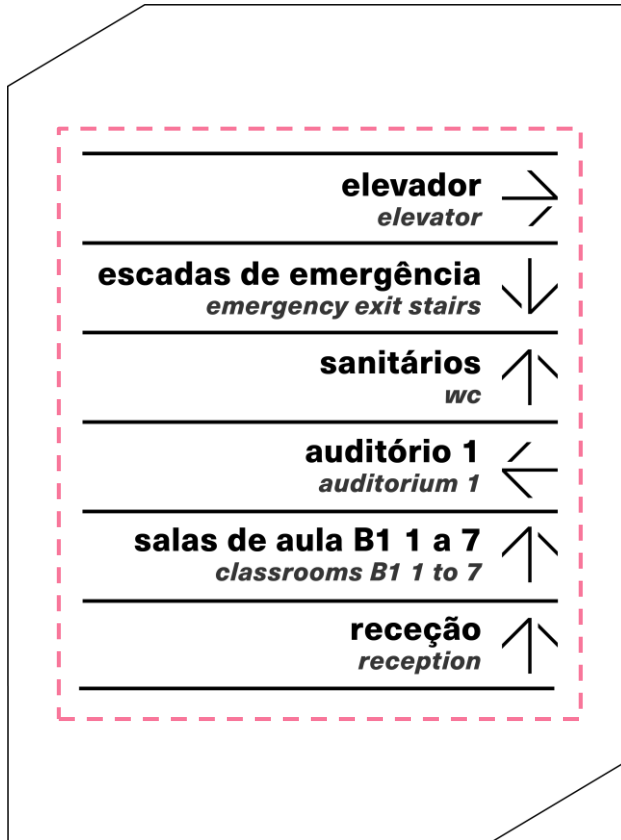 elevador
elevator
escadas de emergência
emergency exit stairs
sanitários
wc
auditório 1
auditorium 1
salas de aula B1 1 a 7
classrooms B1 1 to 7
receção
reception